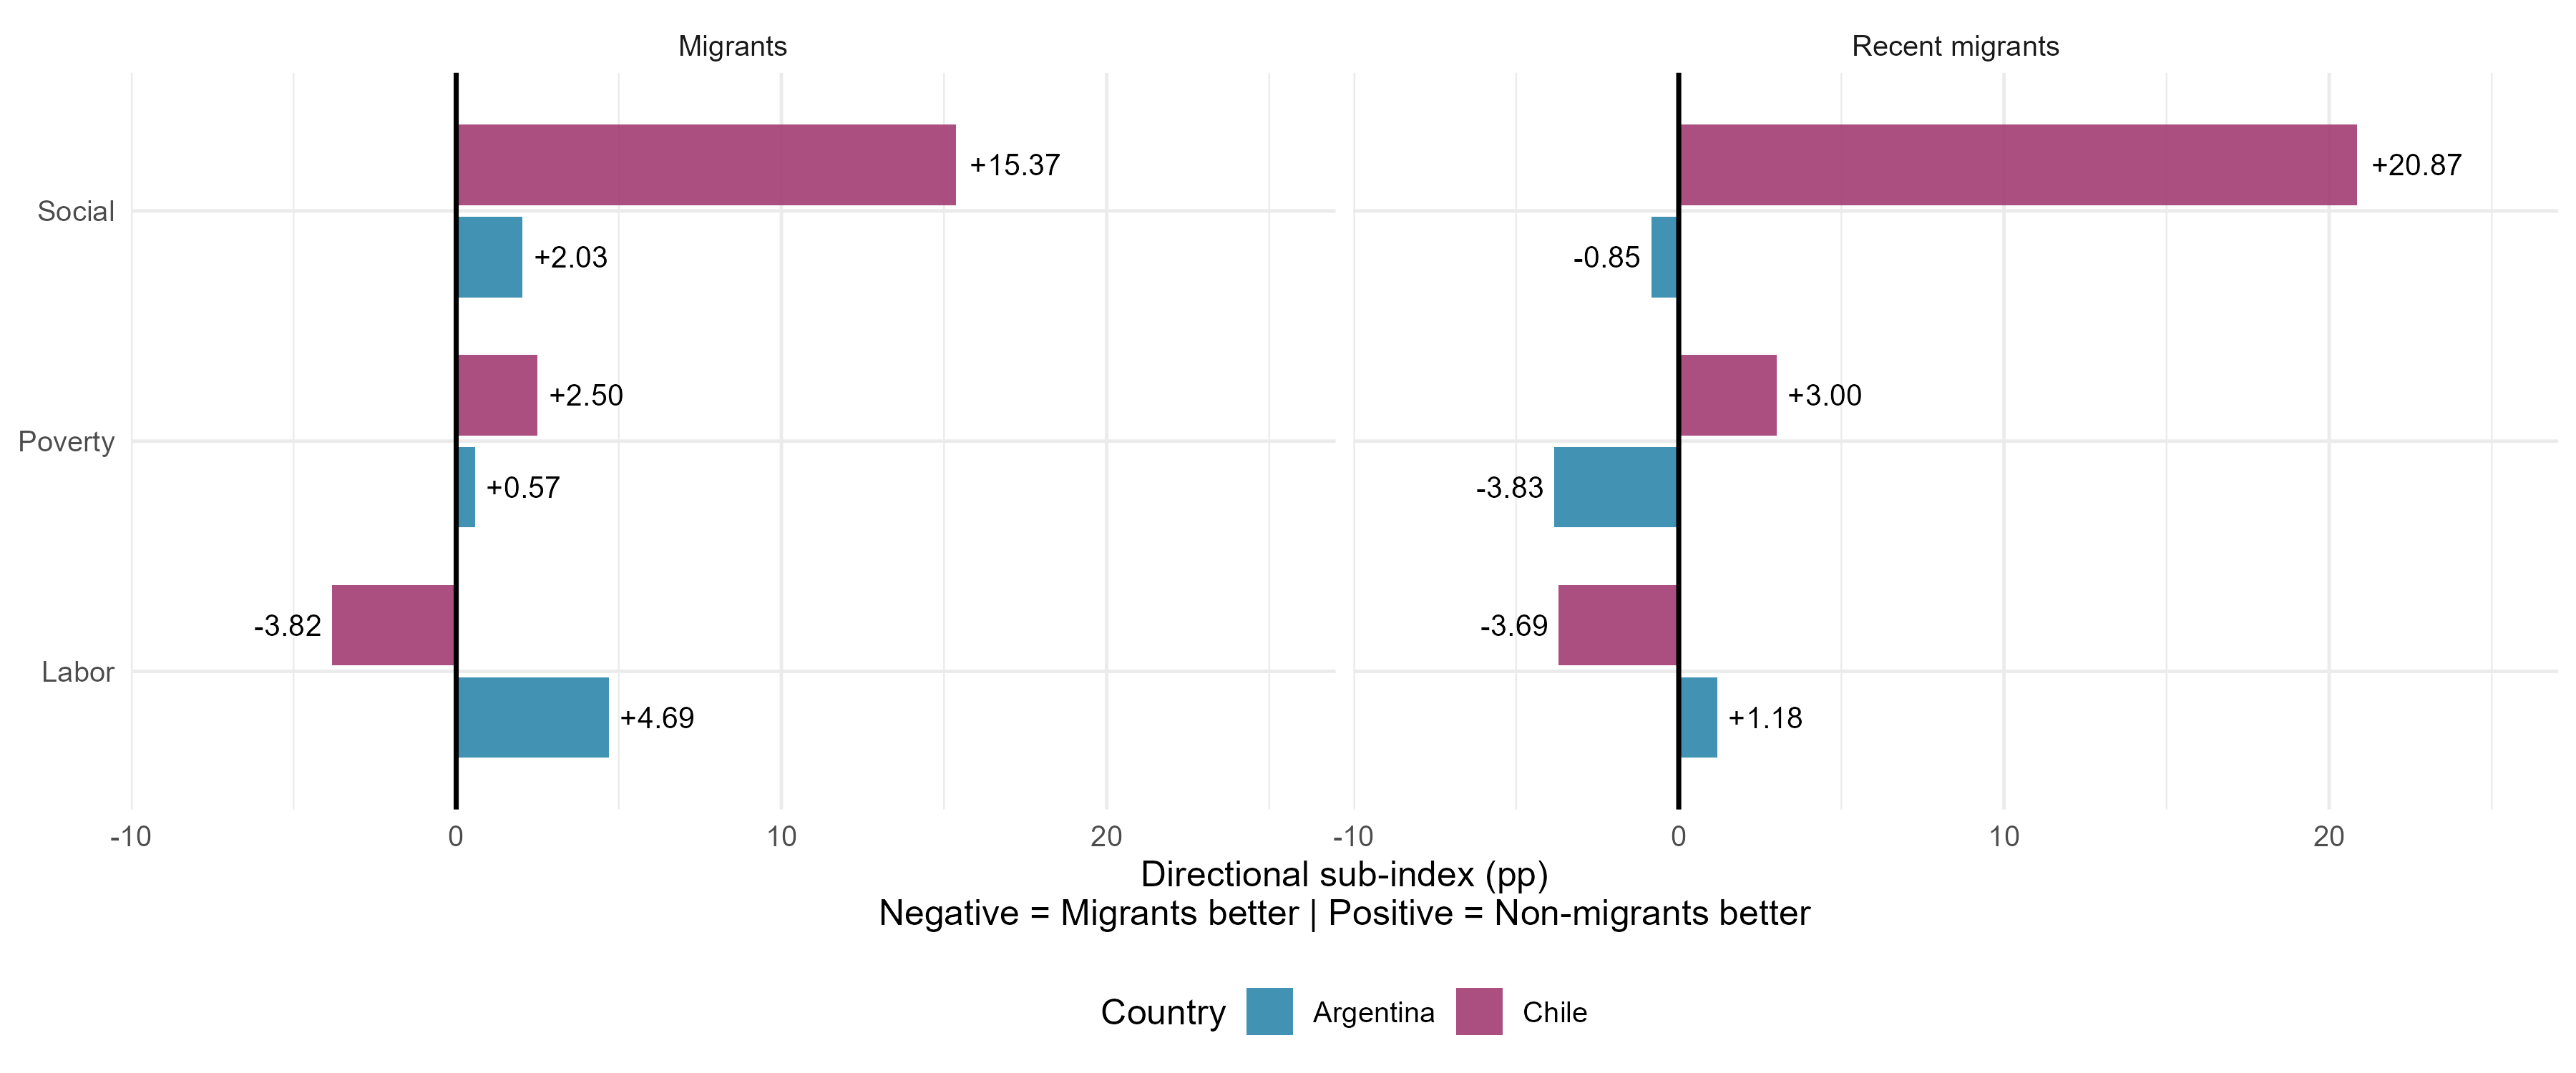 Migrants
Recent migrants
Social
+15.37
+20.87
+2.03
-0.85
Poverty
+2.50
+3.00
+0.57
-3.83
Labor
-3.82
-3.69
+4.69
+1.18
-10 0 10 20 -10 0 10 20
Directional sub-index (pp)
Negative = Migrants better | Positive = Non-migrants better
Country Argentina Chile